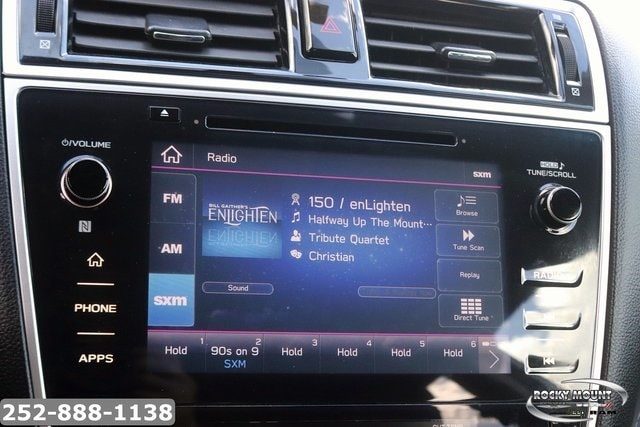 VOLUME
HOLD
TUNE/SCROLL
Radio
sxm
FM
AM
sxm
BILL GAITHER'S
ENLIGHTEN
150 / enLighten
Halfway Up The Mount...
Tribute Quartet
Christian
Browse
Tune Scan
Replay
Direct Tune
Sound
PHONE
APPS
RADIO
1
Hold
2
90s on 9
SXM
3
Hold
4
Hold
5
Hold
6
Hold
252-888-1138
ROCKY MOUNT